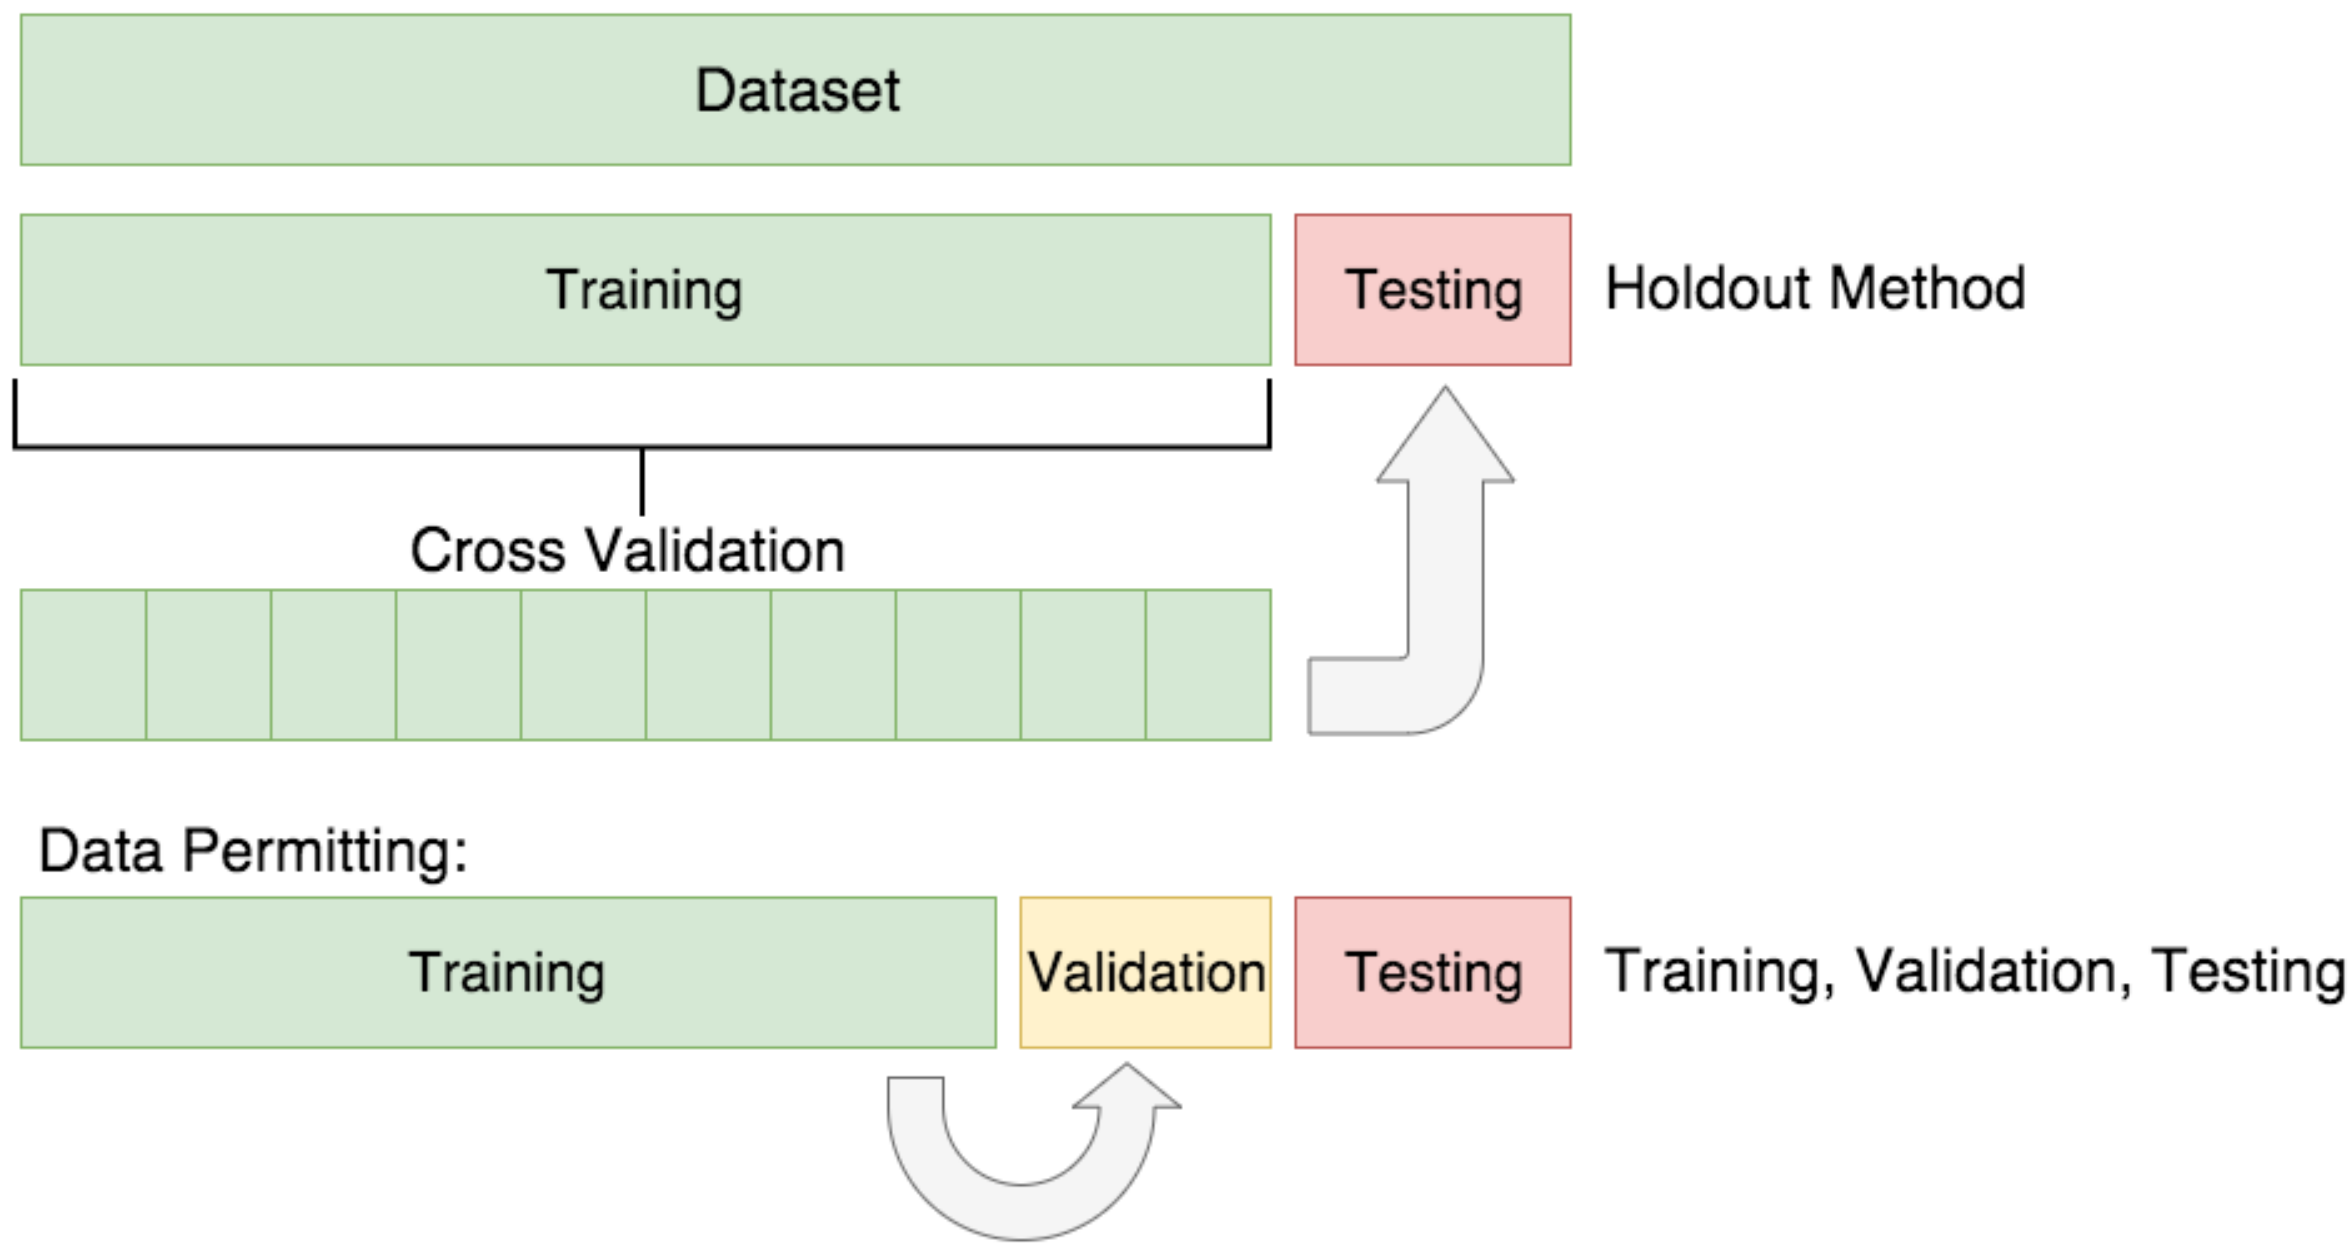 Dataset
Training
Testing
Holdout Method
Cross Validation
Data Permitting:
Training
Validation
Testing
Training, Validation, Testing